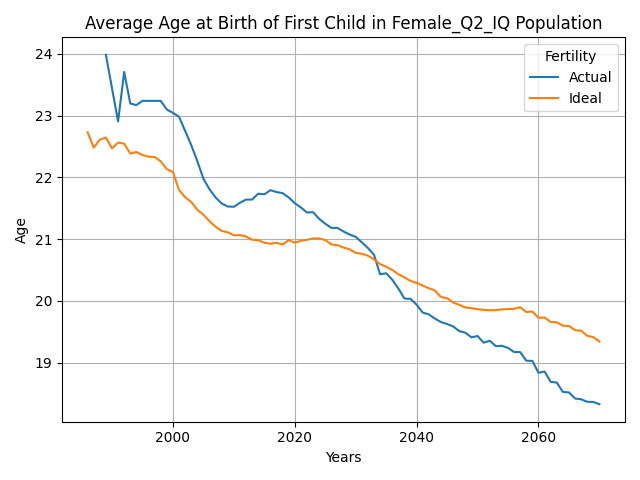 Average Age at Birth of First Child in Female_Q2_IQ Population
Fertility
Actual
Ideal
Age
24
23
22
21
20
19
2000
2020
2040
2060
Years